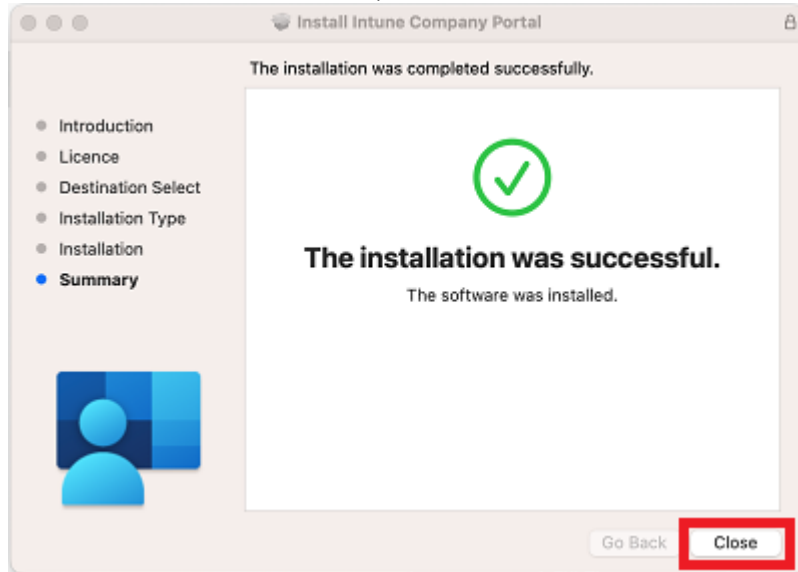 Install Intune Company Portal
The installation was completed successfully.
Introduction
Licence
Destination Select
Installation Type
Installation
Summary
The installation was successful.
The software was installed.
Go Back
Close